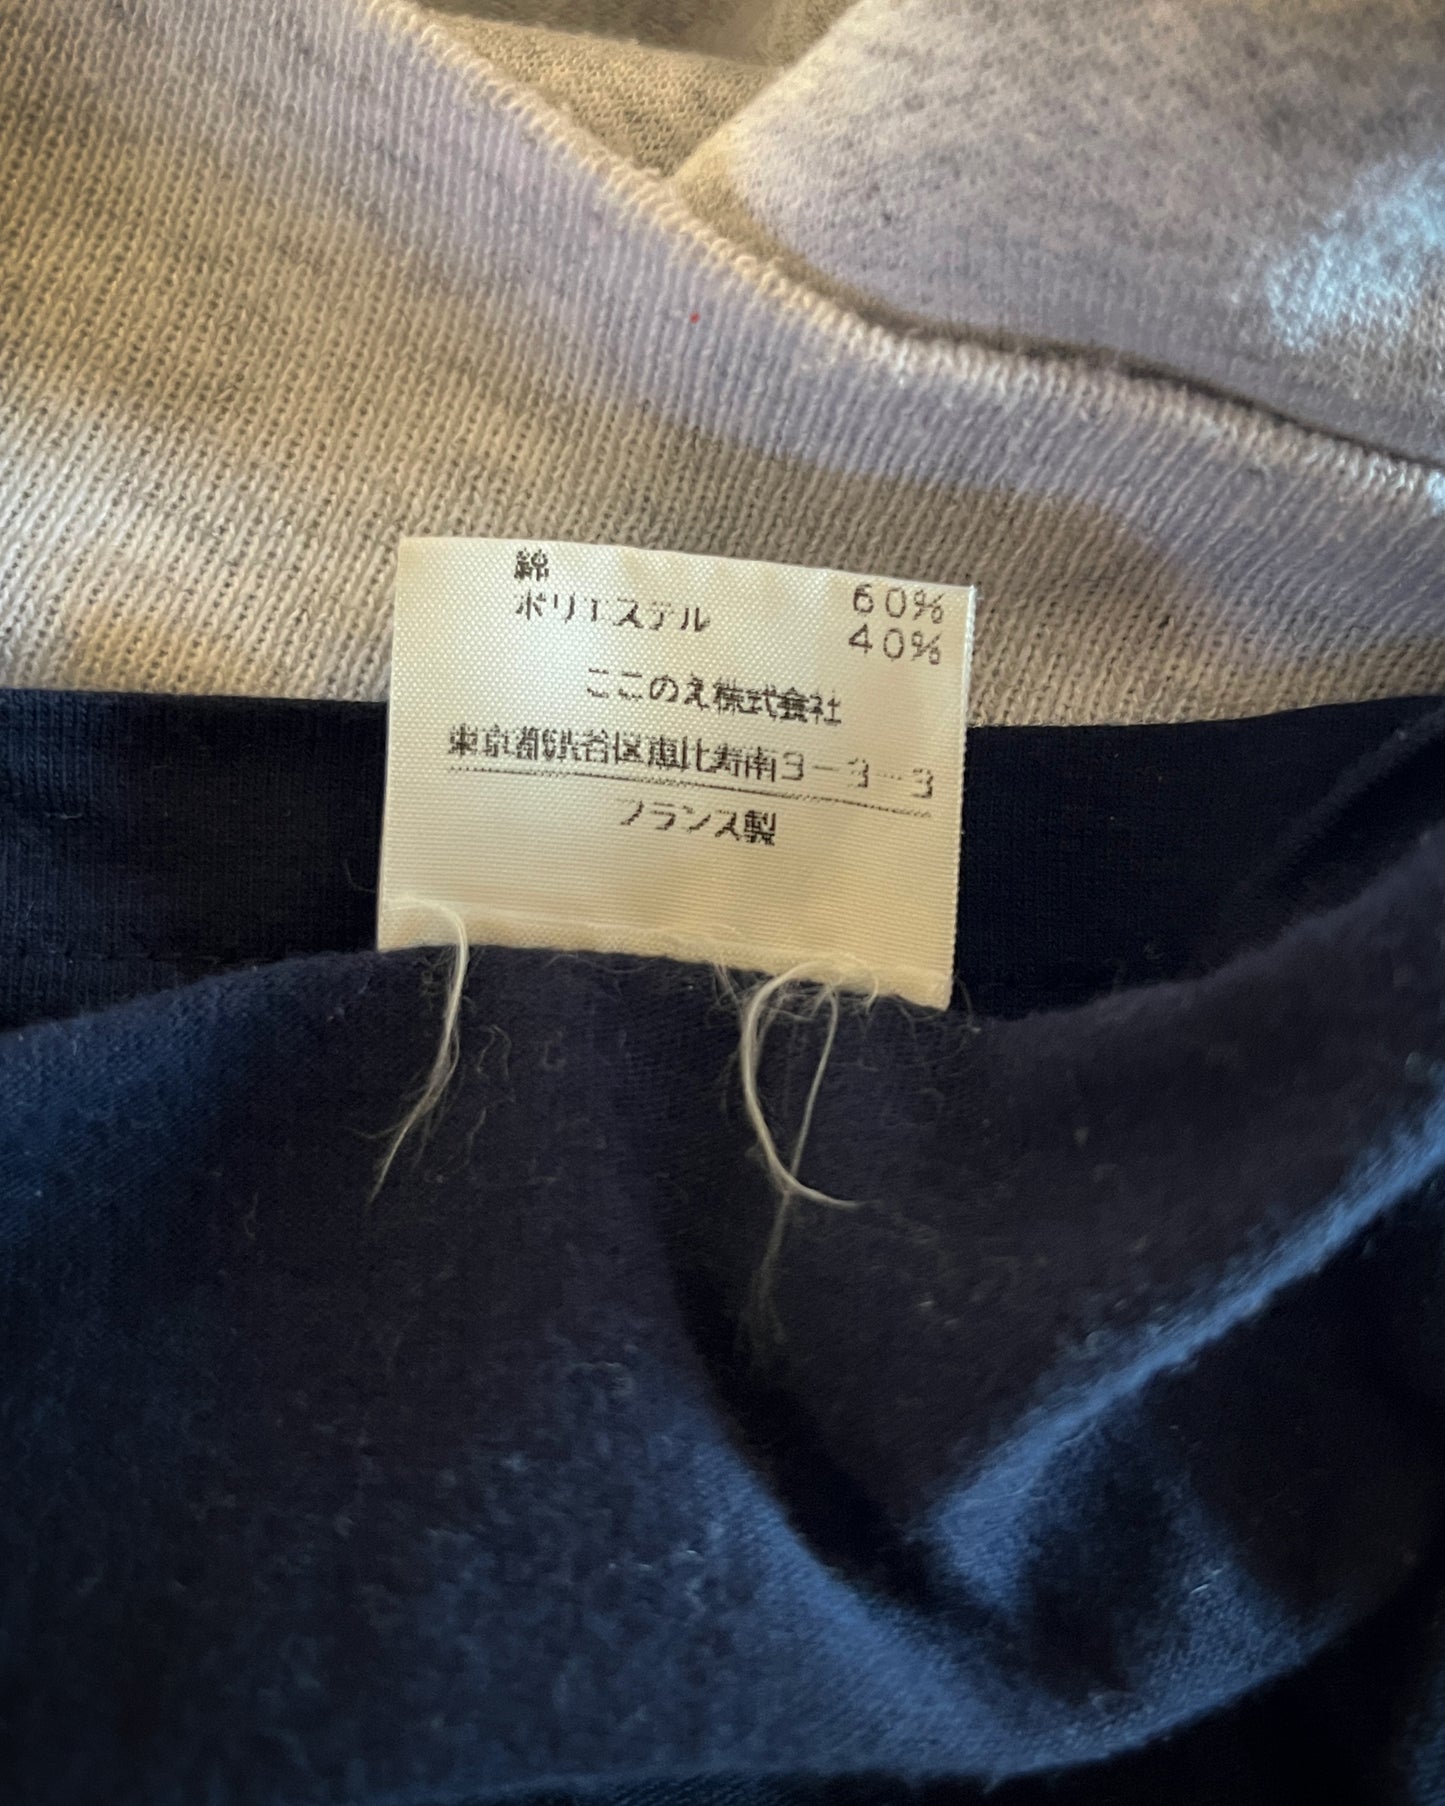 綿 60%
ポリエステル 40%
ここのえ株式会社
東京都渋谷区恵比寿南3-3-3
フランス製